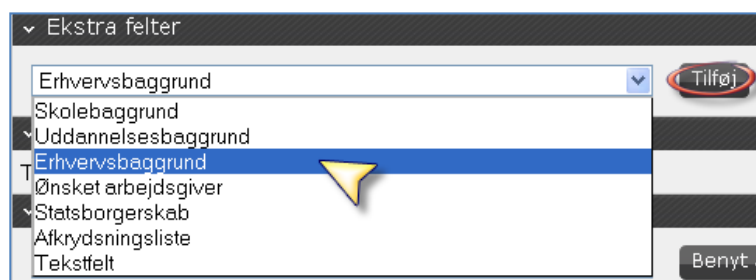 Ekstra felter
Erhvervsbaggrund
Tilføj
Skolebaggrund
Uddannelsesbaggrund
Erhvervsbaggrund
Ønsket arbejdsgiver
Statsborgerskab
Afkrydsningsliste
Tekstfelt
Benyt